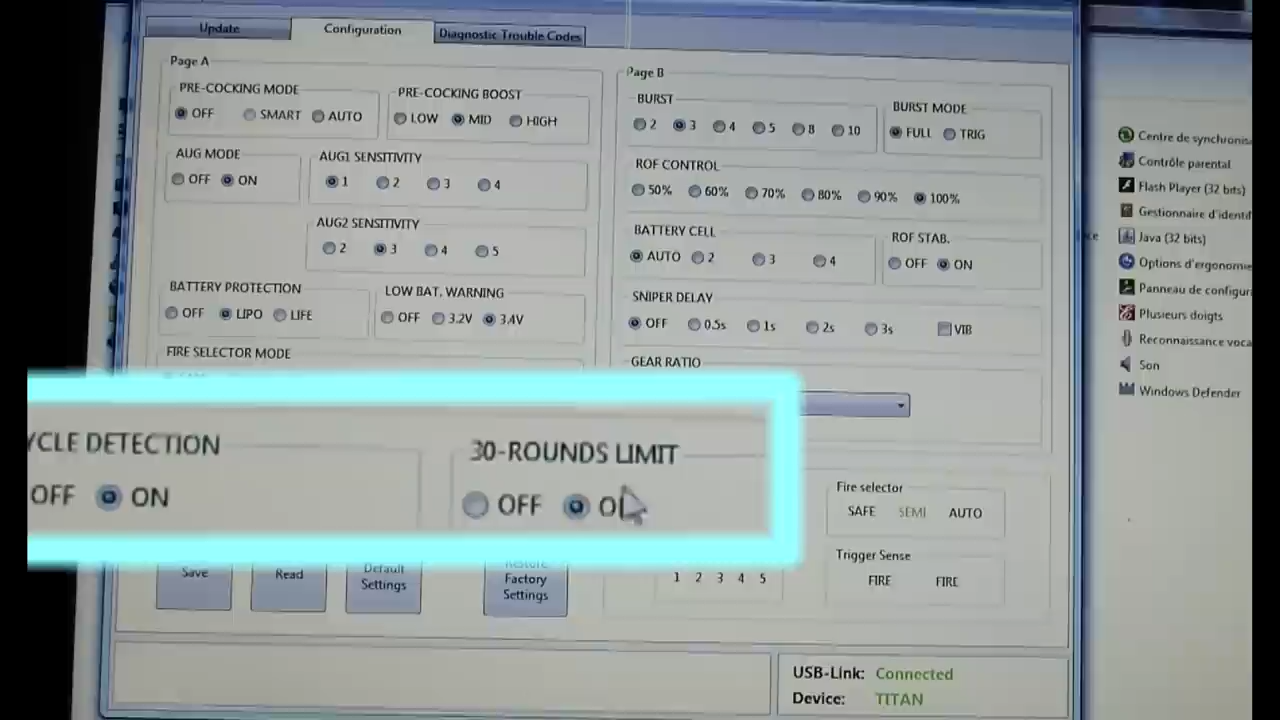 Update
Configuration
Diagnostic Trouble Codes
Page A
PRE-COCKING MODE
OFF SMART AUTO
PRE-COCKING BOOST
LOW MID HIGH
AUG MODE
OFF ON
AUG1 SENSITIVITY
1 2 3 4
AUG2 SENSITIVITY
2 3 4 5
BATTERY PROTECTION
OFF LIPO LIFE
LOW BAT. WARNING
OFF 3.2V 3.4V
FIRE SELECTOR MODE
YCLE DETECTION
OFF ON
30-ROUNDS LIMIT
OFF
Save
Read
Default
Settings
Restore
Factory
Settings
Page B
BURST
2 3 4 5 8 10
BURST MODE
FULL TRIG
ROF CONTROL
50% 60% 70% 80% 90% 100%
BATTERY CELL
AUTO 2 3 4
ROF STAB.
OFF ON
SNIPER DELAY
OFF 0.5s 1s 2s 3s VIB
GEAR RATIO
1 2 3 4 5
Fire selector
SAFE SEMI AUTO
Trigger Sense
FIRE FIRE
USB-Link: Connected
Device: TITAN
Centre de synchronis
Contrôle parental
Flash Player (32 bits)
Gestionnaire d'identif
Java (32 bits)
Options d'ergonomie
Panneau de configur
Plusieurs doigts
Reconnaissance voca
Son
Windows Defender